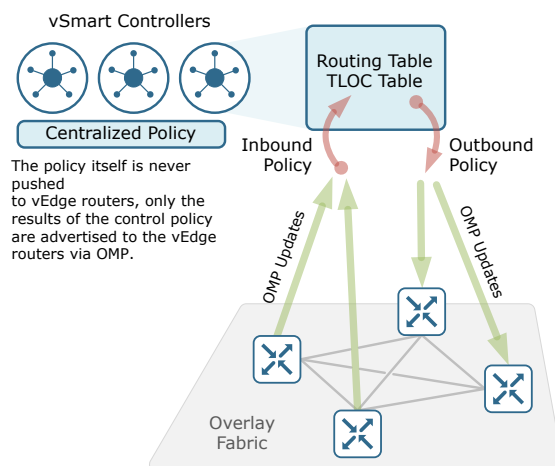 vSmart Controllers
Centralized Policy
The policy itself is never
pushed
to vEdge routers, only the
results of the control policy
are advertised to the vEdge
routers via OMP.
Routing Table
TLOC Table
Inbound
Policy
Outbound
Policy
OMP Updates
OMP Updates
Overlay
Fabric